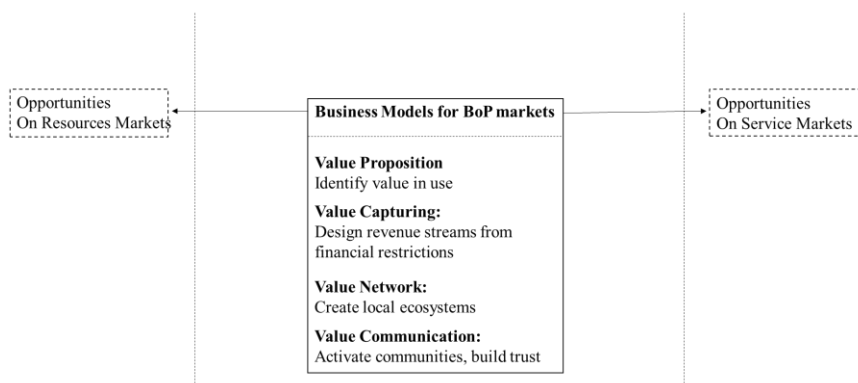 Opportunities
On Resources Markets
Business Models for BoP markets
Value Proposition
Identify value in use
Value Capturing:
Design revenue streams from
financial restrictions
Value Network:
Create local ecosystems
Value Communication:
Activate communities, build trust
Opportunities
On Service Markets